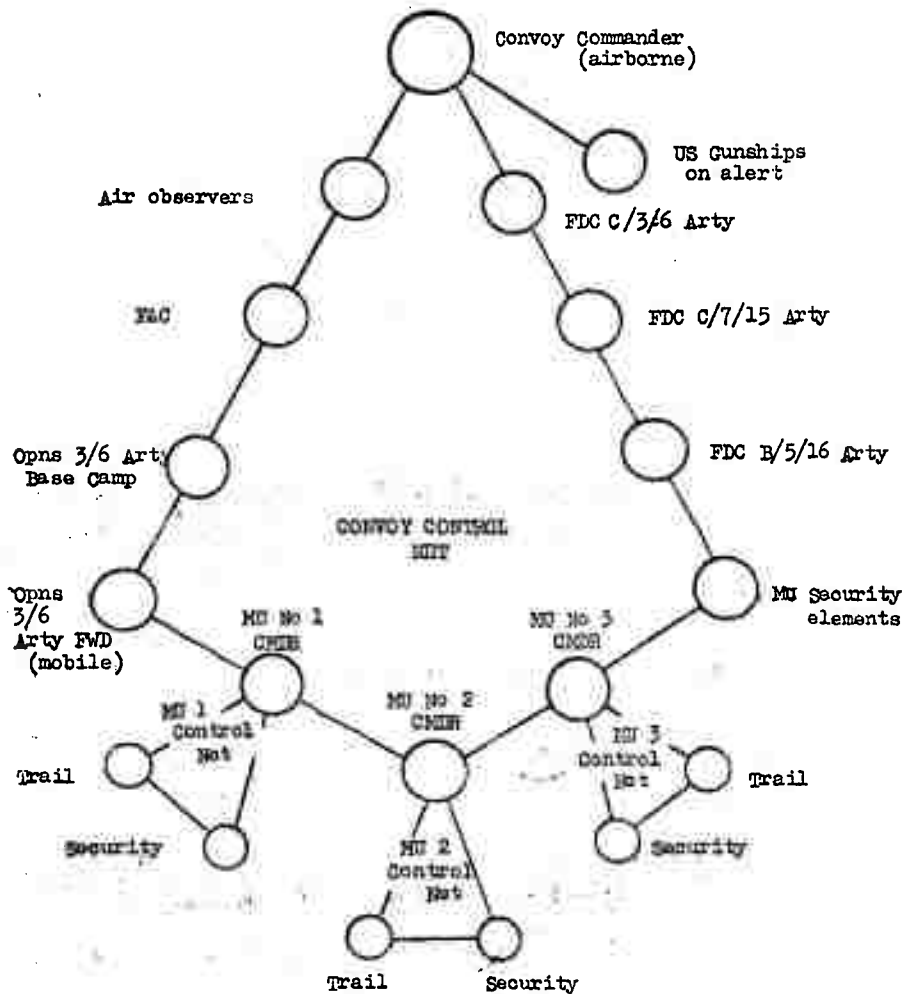 Convoy Commander
(airborne)
US Gunships
on alert
Air observers
FDC C/3/6 Arty
FAC
FDC C/7/15 Arty
Opns 3/6 Arty
Base Camp
FDC B/5/16 Arty
CONVOY CONTROL
NET
Opns
3/6
Arty FWD
(mobile)
MU No 1
CMDR
MU No 3
CMDR
MU Security
elements
MU No 2
CMDR
MU 1
Control
Net
MU 3
Control
Net
Trail
Trail
Security
Security
MU 2
Control
Net
Trail
Security